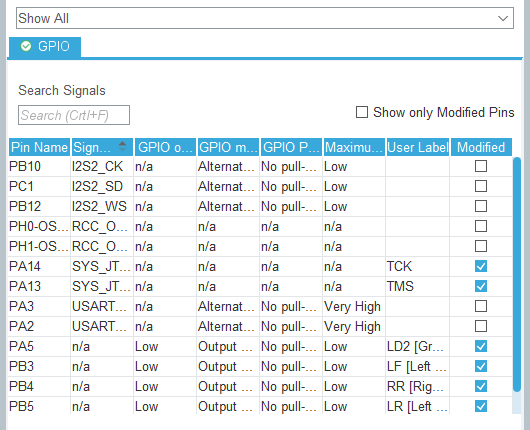 Show All
GPIO
Search Signals
Search (Crtl+F)
Show only Modified Pins
Pin Name Sign... GPIO o... GPIO m... GPIO P... Maximu... User Label Modified
PB10 I2S2_CK n/a Alternat... No pull-... Low
PC1 I2S2_SD n/a Alternat... No pull-... Low
PB12 I2S2_WS n/a Alternat... No pull-... Low
PH0-OS... RCC_O... n/a n/a n/a n/a
PH1-OS... RCC_O... n/a n/a n/a n/a
PA14 SYS_JT... n/a n/a n/a n/a TCK
PA13 SYS_JT... n/a n/a n/a n/a TMS
PA3 USART... n/a Alternat... No pull-... Very High
PA2 USART... n/a Alternat... No pull-... Very High
PA5 n/a Low Output ... No pull-... Low LD2 [Gr...
PB3 n/a Low Output ... No pull-... Low LF [Left ...
PB4 n/a Low Output ... No pull-... Low RR [Rig...
PB5 n/a Low Output ... No pull-... Low LR [Left ...